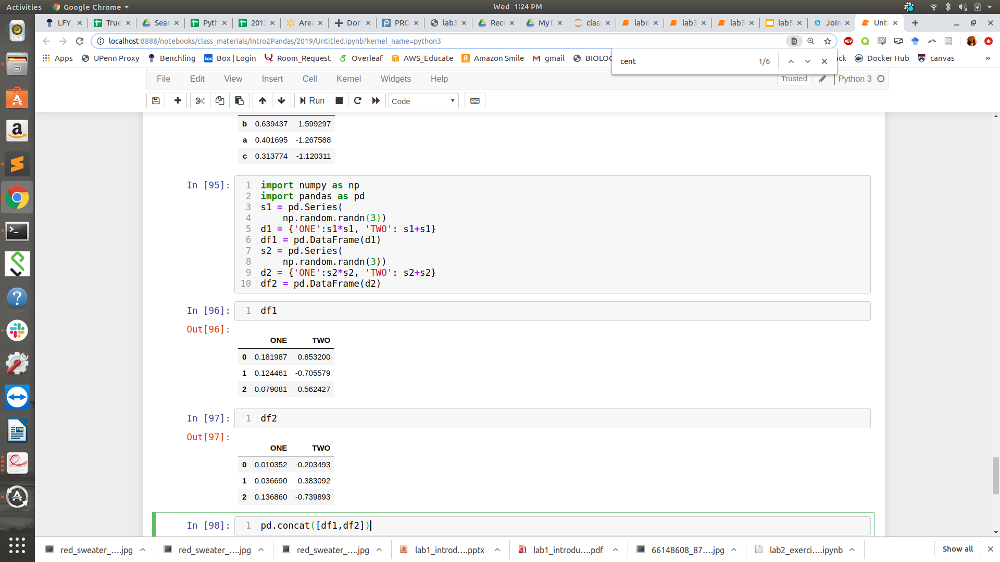 Activities Google Chrome Wed 1:24 PM
LFY_ True Sear Pyth 2013 Area Dori PRO lab3 Rece My D class lab6 lab3 lab3 lab5 Join Unti
localhost:8888/notebooks/class_materials/Intro2Pandas/2019/Untitled.ipynb?kernel_name=python3
Apps UPenn Proxy Benchling Box | Login Room_Request Overleaf AWS_Educate Amazon Smile gmail BIOLOG ck Docker Hub canvas »
cent 1/6
File Edit View Insert Cell Kernel Widgets Help Trusted Python 3
Run Code
b 0.639437 1.599297
a 0.401695 -1.267588
c 0.313774 -1.120311
In [95]:
1 import numpy as np
2 import pandas as pd
3 s1 = pd.Series(
4 np.random.randn(3))
5 d1 = {'ONE':s1*s1, 'TWO': s1+s1}
6 df1 = pd.DataFrame(d1)
7 s2 = pd.Series(
8 np.random.randn(3))
9 d2 = {'ONE':s2*s2, 'TWO': s2+s2}
10 df2 = pd.DataFrame(d2)
In [96]: 1 df1
Out[96]:
ONE TWO
0 0.181987 0.853200
1 0.124461 -0.705579
2 0.079081 0.562427
In [97]: 1 df2
Out[97]:
ONE TWO
0 0.010352 -0.203493
1 0.036690 0.383092
2 0.136860 -0.739893
In [98]: 1 pd.concat([df1,df2])
red_sweater_....jpg red_sweater_....jpg red_sweater_....jpg lab1_introd....pptx lab1_introdu....pdf 66148608_87....jpg lab2_exerci....ipynb Show all